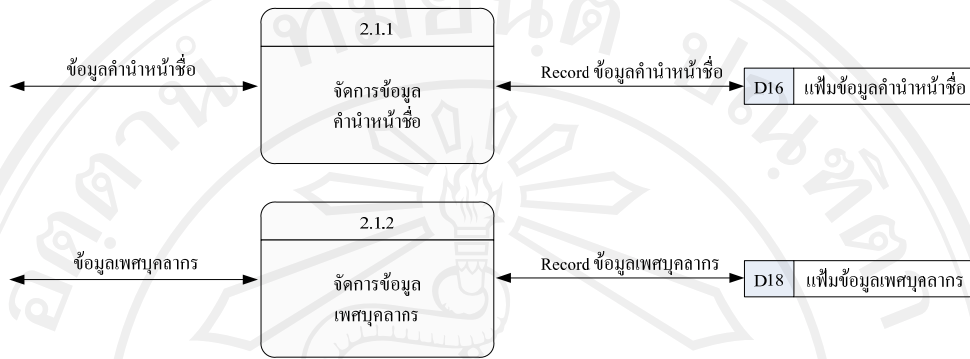 2.1.1
ข้อมูลคำนำหน้าชื่อ
จัดการข้อมูล
คำนำหน้าชื่อ
Record ข้อมูลคำนำหน้าชื่อ
D16 แฟ้มข้อมูลคำนำหน้าชื่อ
2.1.2
ข้อมูลเพศบุคลากร
จัดการข้อมูล
เพศบุคลากร
Record ข้อมูลเพศบุคลากร
D18 แฟ้มข้อมูลเพศบุคลากร